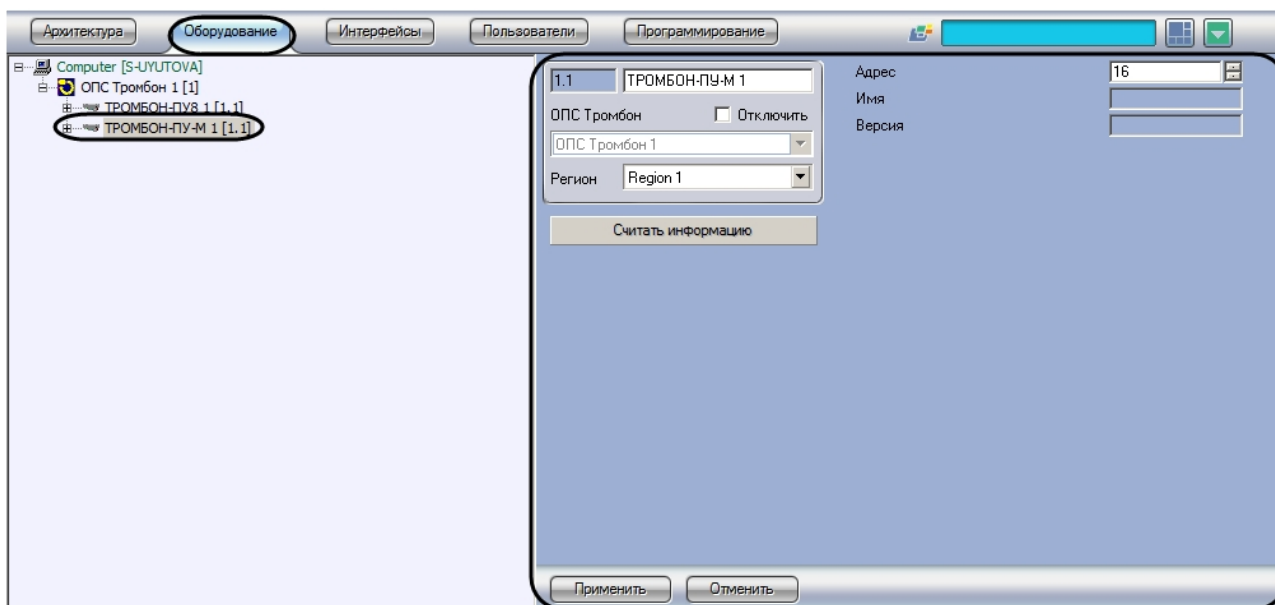 Архитектура Оборудование Интерфейсы Пользователи Программирование
Computer [S-UYUTOVA]
ОПС Тромбон 1 [1]
ТРОМБОН-ПУ8 1 [1.1]
ТРОМБОН-ПУ-М 1 [1.1]
1.1 ТРОМБОН-ПУ-М 1
ОПС Тромбон Отключить
ОПС Тромбон 1
Регион Region 1
Считать информацию
Адрес 16
Имя
Версия
Применить Отменить